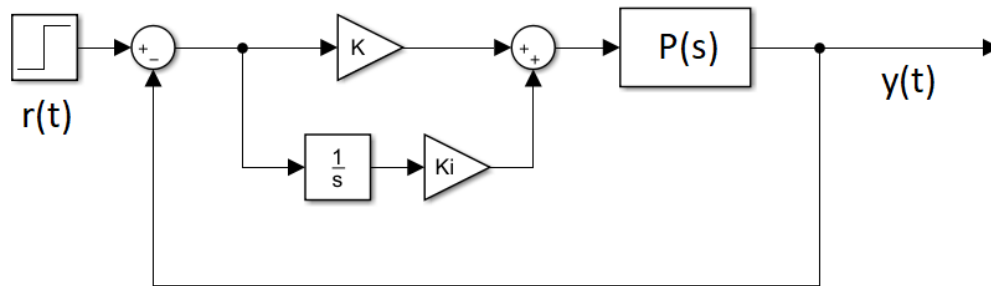 +
−
K
+
+
P(s)
r(t)
y(t)
1
s
Ki